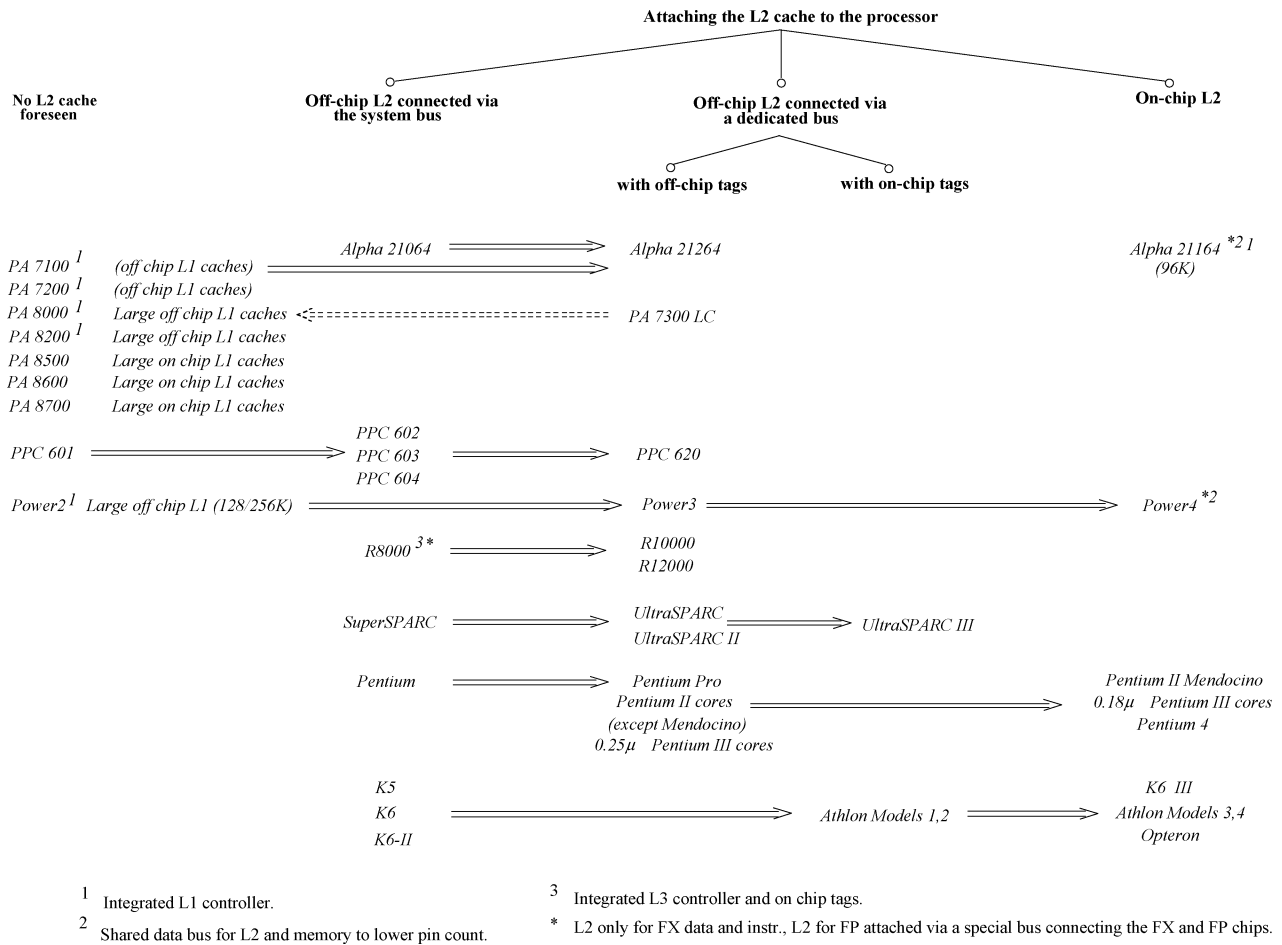 Attaching the L2 cache to the processor
No L2 cache
foreseen
Off-chip L2 connected via
the system bus
Off-chip L2 connected via
a dedicated bus
On-chip L2
with off-chip tags
with on-chip tags
Alpha 21064
Alpha 21264
Alpha 21164 *2 1
(96K)
PA 7100 1 (off chip L1 caches)
PA 7200 1 (off chip L1 caches)
PA 8000 1 Large off chip L1 caches
PA 7300 LC
PA 8200 1 Large off chip L1 caches
PA 8500 Large on chip L1 caches
PA 8600 Large on chip L1 caches
PA 8700 Large on chip L1 caches
PPC 601
PPC 602
PPC 603
PPC 604
PPC 620
Power2 1 Large off chip L1 (128/256K)
Power3
Power4 *2
R8000 3*
R10000
R12000
SuperSPARC
UltraSPARC
UltraSPARC II
UltraSPARC III
Pentium
Pentium Pro
Pentium II cores
(except Mendocino)
0.25μ Pentium III cores
Pentium II Mendocino
0.18μ Pentium III cores
Pentium 4
K5
K6
K6-II
Athlon Models 1,2
K6 III
Athlon Models 3,4
Opteron
1 Integrated L1 controller.
2 Shared data bus for L2 and memory to lower pin count.
3 Integrated L3 controller and on chip tags.
* L2 only for FX data and instr., L2 for FP attached via a special bus connecting the FX and FP chips.